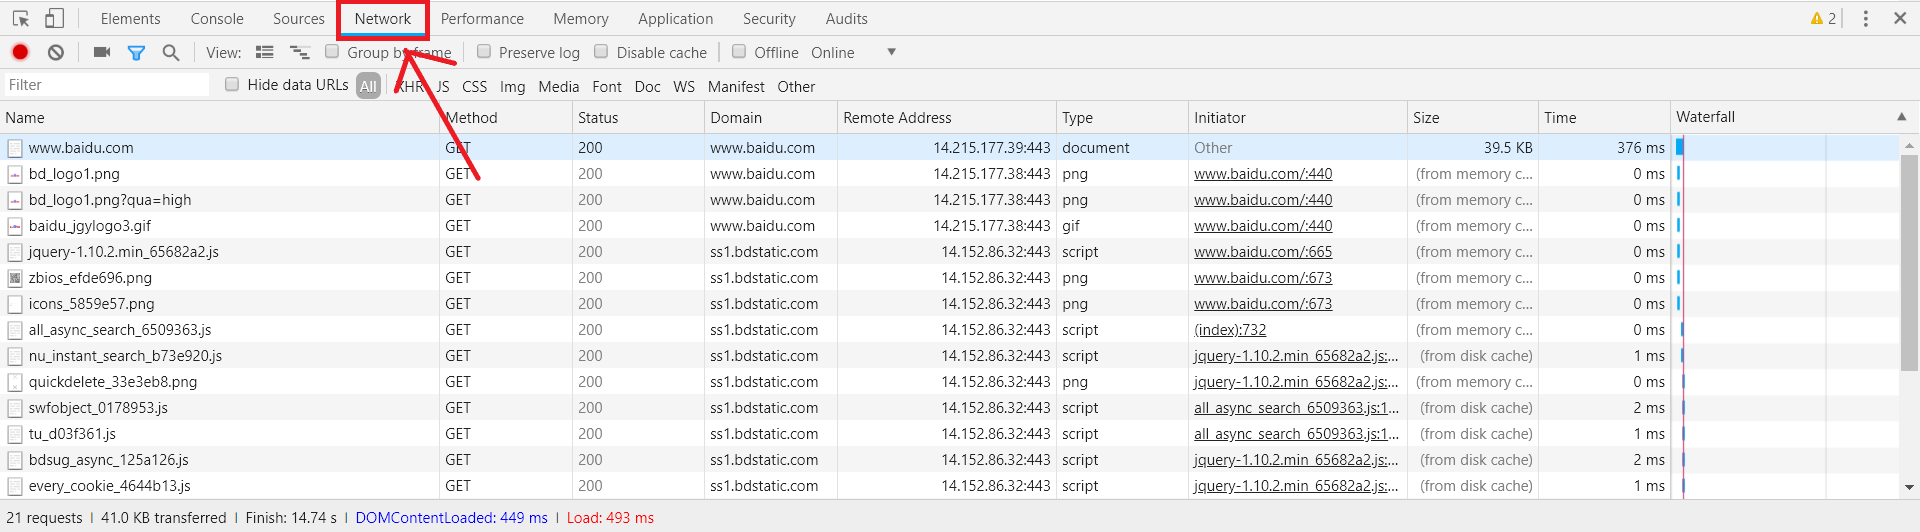 Elements Console Sources Network Performance Memory Application Security Audits 2
View: Group by frame Preserve log Disable cache Offline Online
Filter Hide data URLs All XHR JS CSS Img Media Font Doc WS Manifest Other
Name Method Status Domain Remote Address Type Initiator Size Time Waterfall
www.baidu.com GET 200 www.baidu.com 14.215.177.39:443 document Other 39.5 KB 376 ms
bd_logo1.png GET 200 www.baidu.com 14.215.177.38:443 png www.baidu.com/:440 (from memory c... 0 ms
bd_logo1.png?qua=high GET 200 www.baidu.com 14.215.177.38:443 png www.baidu.com/:440 (from memory c... 0 ms
baidu_jgylogo3.gif GET 200 www.baidu.com 14.215.177.38:443 gif www.baidu.com/:440 (from memory c... 0 ms
jquery-1.10.2.min_65682a2.js GET 200 ss1.bdstatic.com 14.152.86.32:443 script www.baidu.com/:665 (from memory c... 0 ms
zbios_efde696.png GET 200 ss1.bdstatic.com 14.152.86.32:443 png www.baidu.com/:673 (from memory c... 0 ms
icons_5859e57.png GET 200 ss1.bdstatic.com 14.152.86.32:443 png www.baidu.com/:673 (from memory c... 0 ms
all_async_search_6509363.js GET 200 ss1.bdstatic.com 14.152.86.32:443 script (index):732 (from memory c... 0 ms
nu_instant_search_b73e920.js GET 200 ss1.bdstatic.com 14.152.86.32:443 script jquery-1.10.2.min_65682a2.js:... (from disk cache) 1 ms
quickdelete_33e3eb8.png GET 200 ss1.bdstatic.com 14.152.86.32:443 png jquery-1.10.2.min_65682a2.js:... (from memory c... 0 ms
swfobject_0178953.js GET 200 ss1.bdstatic.com 14.152.86.32:443 script all_async_search_6509363.js:1... (from disk cache) 2 ms
tu_d03f361.js GET 200 ss1.bdstatic.com 14.152.86.32:443 script all_async_search_6509363.js:1... (from disk cache) 1 ms
bdsug_async_125a126.js GET 200 ss1.bdstatic.com 14.152.86.32:443 script jquery-1.10.2.min_65682a2.js:... (from disk cache) 2 ms
every_cookie_4644b13.js GET 200 ss1.bdstatic.com 14.152.86.32:443 script jquery-1.10.2.min_65682a2.js:... (from disk cache) 1 ms
21 requests | 41.0 KB transferred | Finish: 14.74 s | DOMContentLoaded: 449 ms | Load: 493 ms